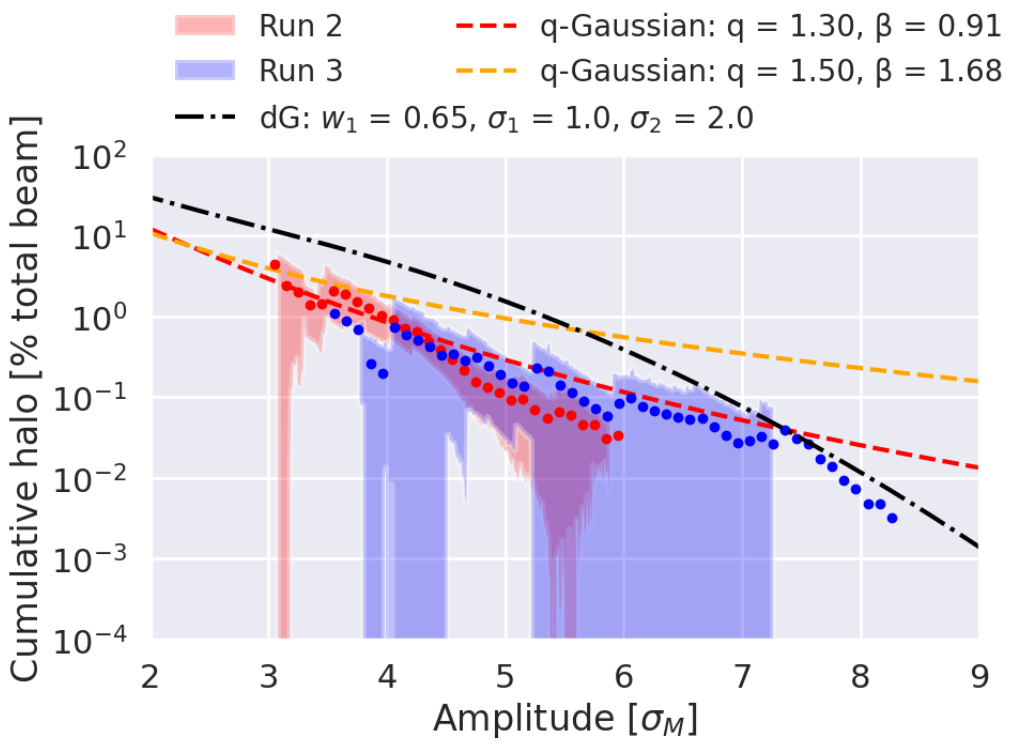 Run 2
q-Gaussian: q = 1.30, β = 0.91
Run 3
q-Gaussian: q = 1.50, β = 1.68
dG: w₁ = 0.65, σ₁ = 1.0, σ₂ = 2.0
Cumulative halo [% total beam]
10²
10¹
10⁰
10⁻¹
10⁻²
10⁻³
10⁻⁴
2 3 4 5 6 7 8 9
Amplitude [σ_M]